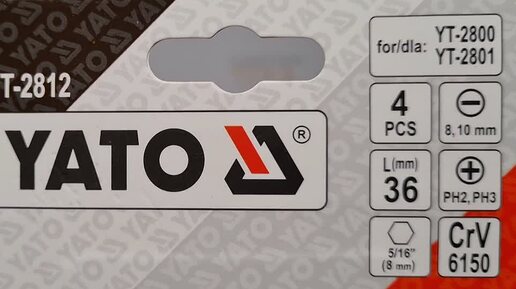 for/dla:
YT-2800
YT-2801
T-2812
YATO
®
4
PCS
8, 10 mm
L(mm)
36
PH2, PH3
5/16"
(8 mm)
CrV
6150